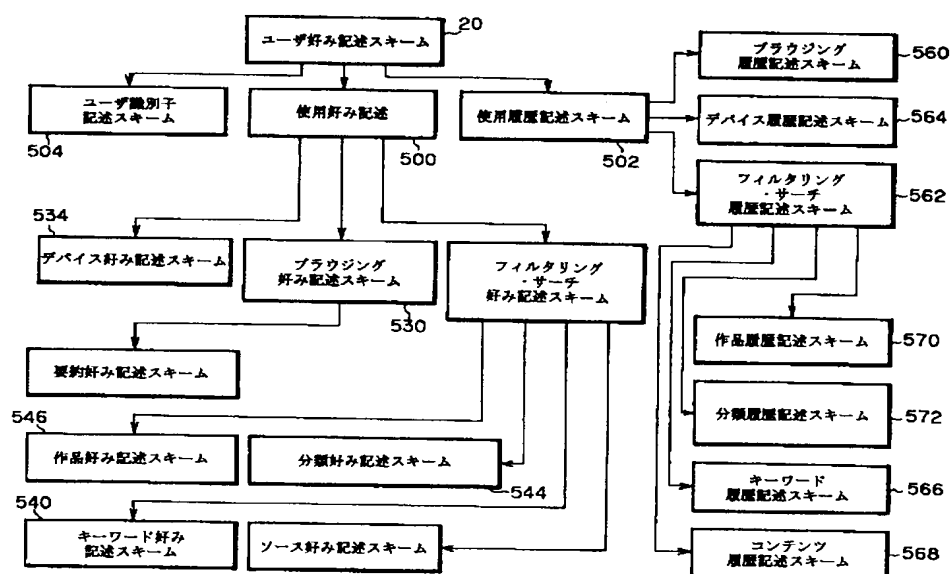 ユーザ好み記述スキーム
20
ユーザ識別子
記述スキーム
504
使用好み記述
500
使用履歴記述スキーム
502
ブラウジング
履歴記述スキーム
560
デバイス履歴記述スキーム
564
フィルタリング
・サーチ
履歴記述スキーム
562
534
デバイス好み記述スキーム
ブラウジング
好み記述スキーム
530
フィルタリング
・サーチ
好み記述スキーム
要約好み記述スキーム
546
作品好み記述スキーム
分類好み記述スキーム
544
540
キーワード好み
記述スキーム
ソース好み記述スキーム
作品履歴記述スキーム
570
分類履歴記述スキーム
572
キーワード
履歴記述スキーム
566
コンテンツ
履歴記述スキーム
568